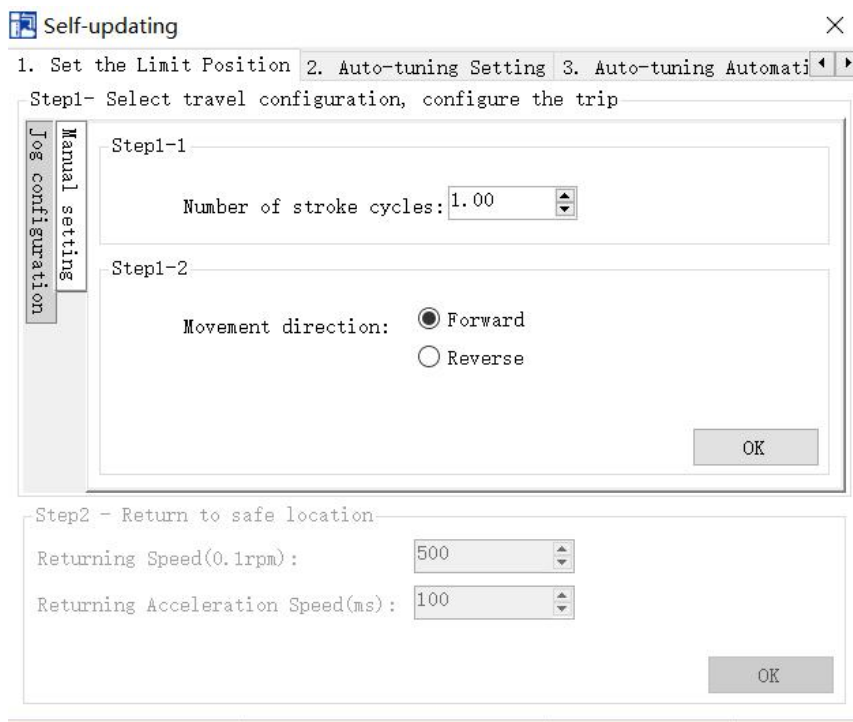 Self-updating
1. Set the Limit Position 2. Auto-tuning Setting 3. Auto-tuning Automati
Step1- Select travel configuration, configure the trip
Jog configuration
Manual setting
Step1-1
Number of stroke cycles: 1.00
Step1-2
Movement direction: Forward
Reverse
OK
Step2 - Return to safe location
Returning Speed(0.1rpm): 500
Returning Acceleration Speed(ms): 100
OK